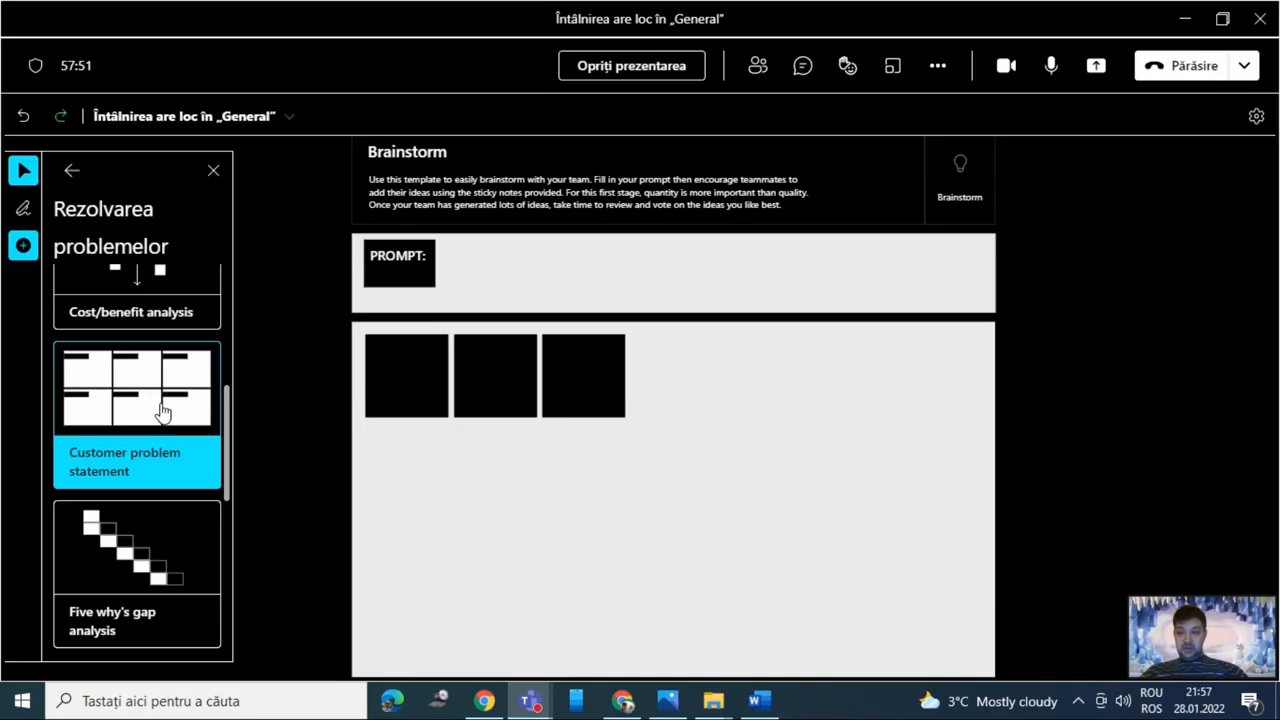 Întâlnirea are loc în „General”
57:51
Opriți prezentarea
Părăsire
Întâlnirea are loc în „General”
Rezolvarea
problemelor
Cost/benefit analysis
Customer problem
statement
Five why's gap
analysis
Brainstorm
Use this template to easily brainstorm with your team. Fill in your prompt then encourage teammates to
add their ideas using the sticky notes provided. For this first stage, quantity is more important than quality.
Once your team has generated lots of ideas, take time to review and vote on the ideas you like best.
Brainstorm
PROMPT:
Tastați aici pentru a căuta
3°C Mostly cloudy
ROU
ROS
21:57
28.01.2022
7